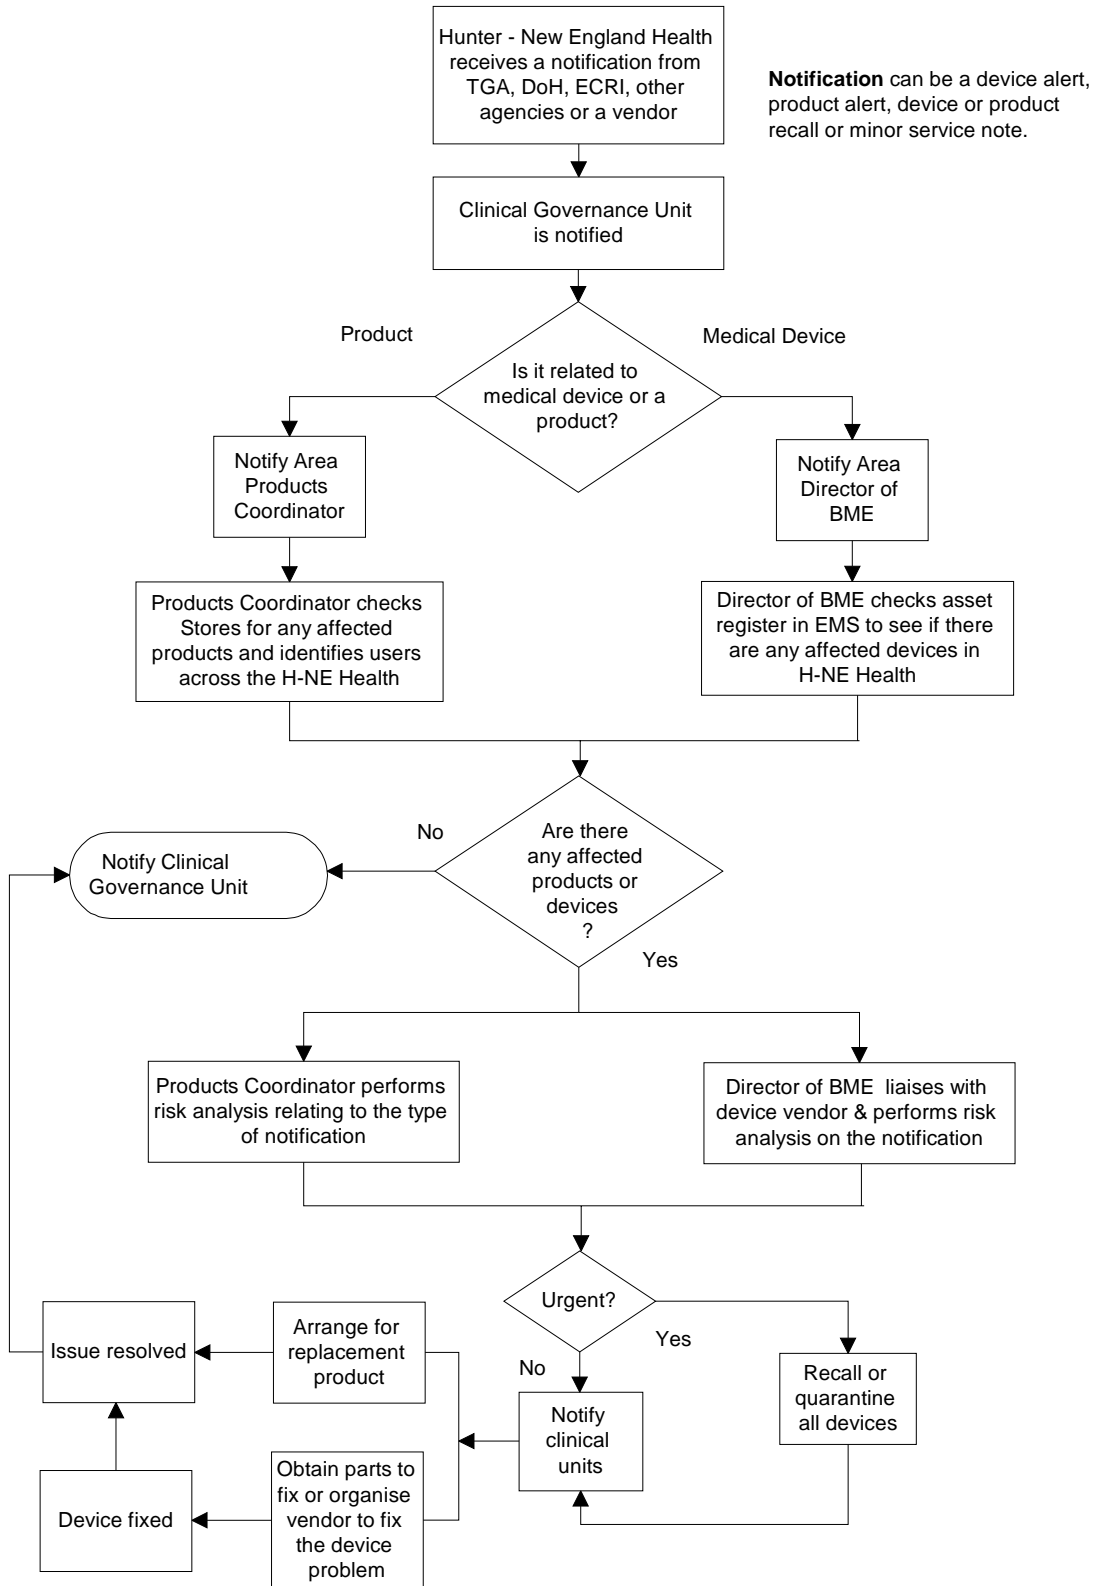 Hunter - New England Health
receives a notification from
TGA, DoH, ECRI, other
agencies or a vendor
Notification can be a device alert,
product alert, device or product
recall or minor service note.
Clinical Governance Unit
is notified
Product
Medical Device
Is it related to
medical device or a
product?
Notify Area
Products
Coordinator
Notify Area
Director of
BME
Products Coordinator checks
Stores for any affected
products and identifies users
across the H-NE Health
Director of BME checks asset
register in EMS to see if there
are any affected devices in
H-NE Health
No
Are there
any affected
products or
devices
?
Notify Clinical
Governance Unit
Yes
Products Coordinator performs
risk analysis relating to the type
of notification
Director of BME liaises with
device vendor & performs risk
analysis on the notification
Urgent?
Yes
No
Issue resolved
Arrange for
replacement
product
Recall or
quarantine
all devices
Notify
clinical
units
Device fixed
Obtain parts to
fix or organise
vendor to fix
the device
problem